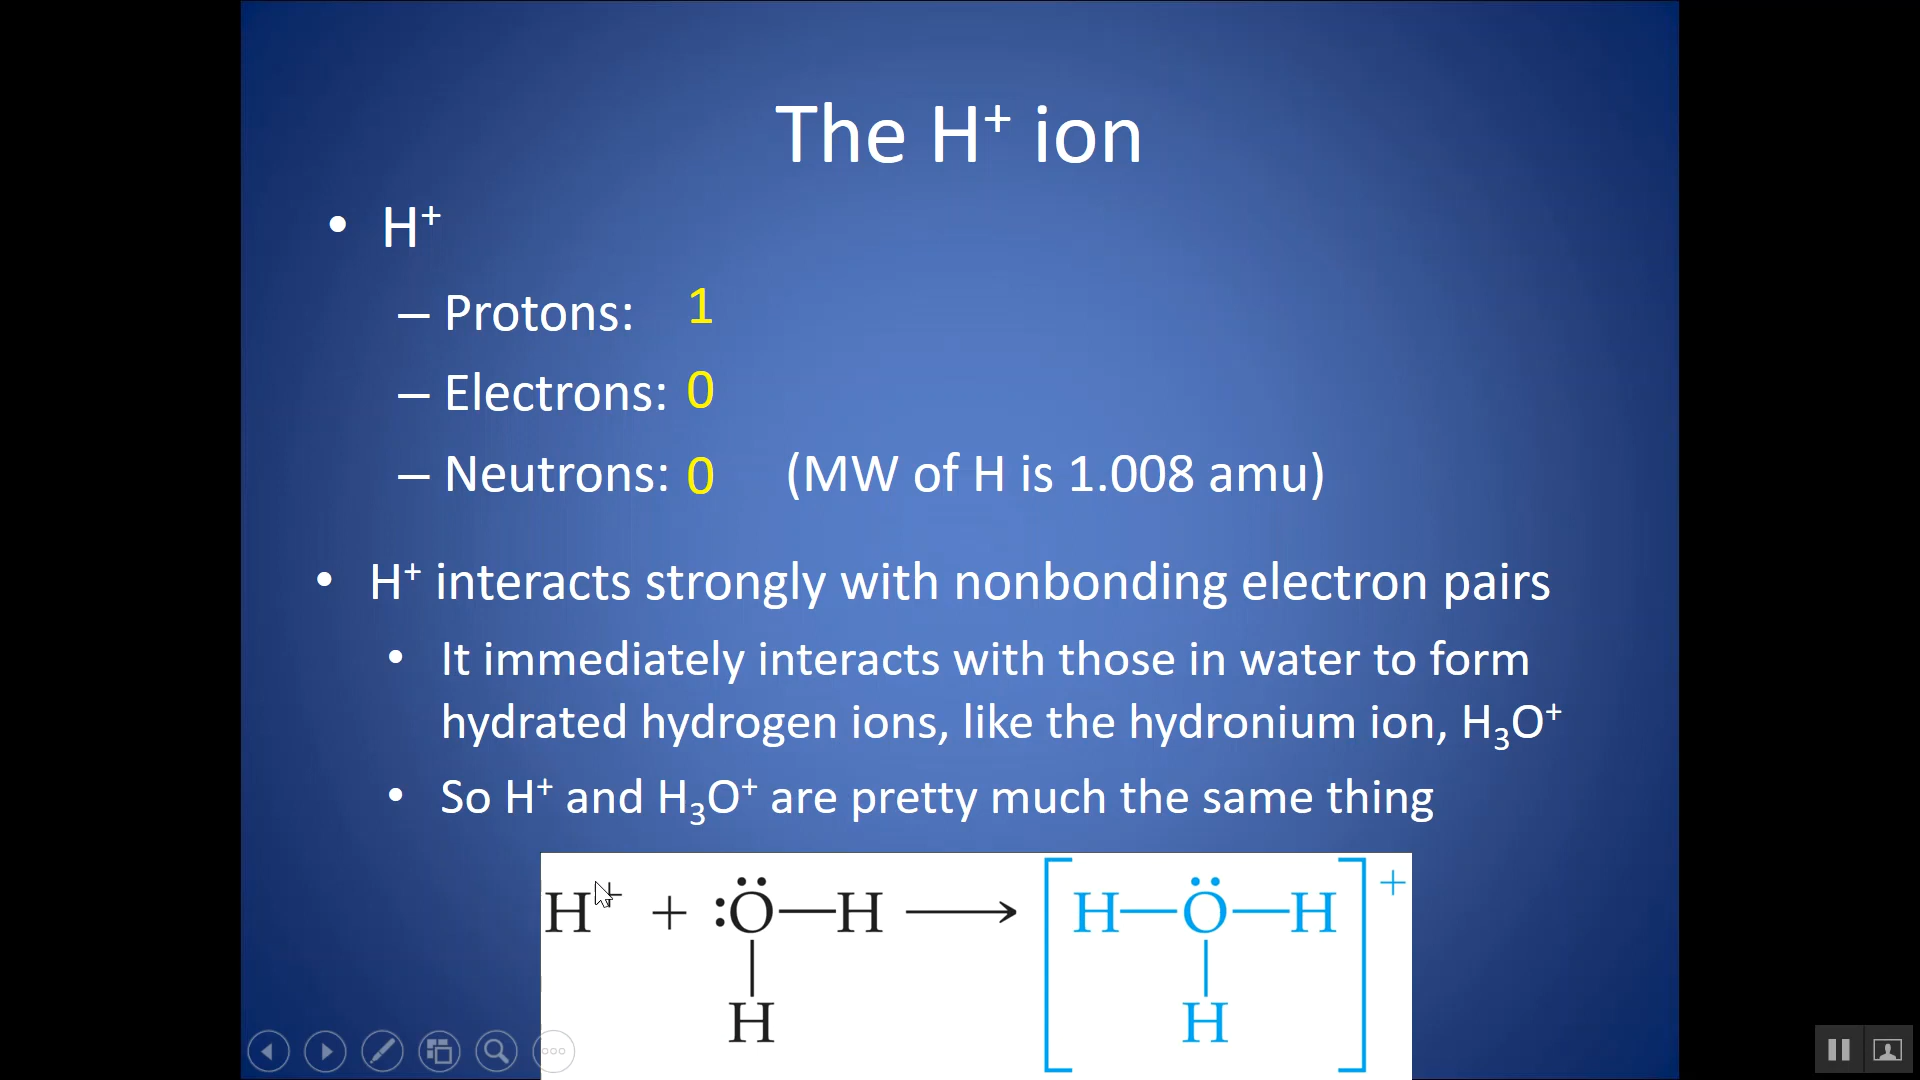 The H⁺ ion
• H⁺
– Protons: 1
– Electrons: 0
– Neutrons: 0 (MW of H is 1.008 amu)
• H⁺ interacts strongly with nonbonding electron pairs
• It immediately interacts with those in water to form
hydrated hydrogen ions, like the hydronium ion, H₃O⁺
• So H⁺ and H₃O⁺ are pretty much the same thing
H⁺ + :Ö—H ⟶ [H—Ö—H]⁺
H H